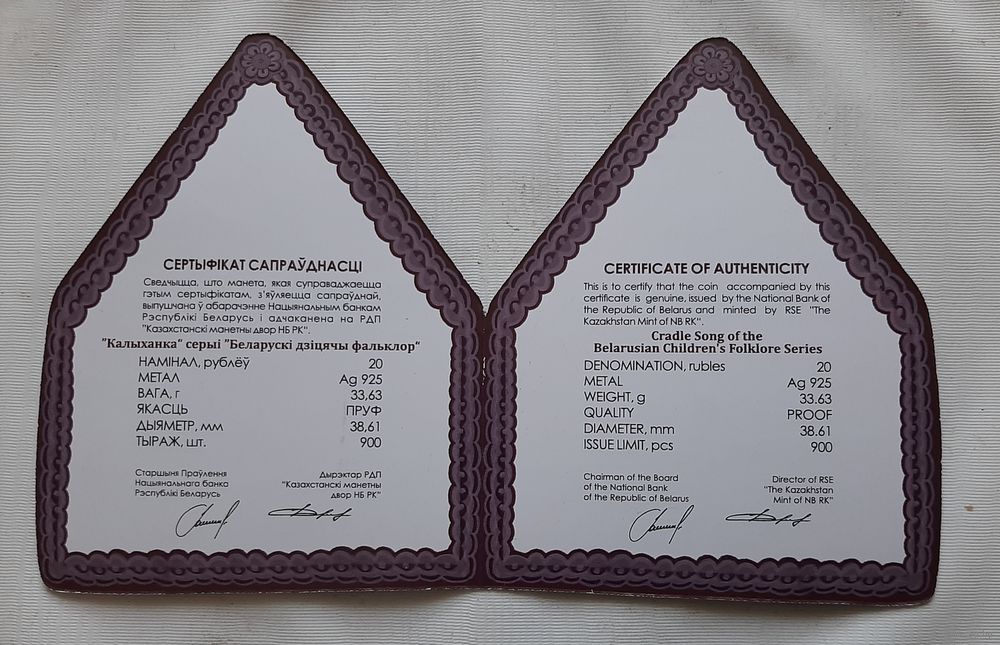 СЕРТЫФІКАТ САПРАЎДНАСЦІ
Сведчыцца, што манета, якая суправаджаецца
гэтым сертыфікатам, з'яўляецца сапраўднай,
выпушчана ў абарачэнне Нацыянальным банкам
Рэспублікі Беларусь і адчаканена на РДП
"Казахстонскі манетны двор НБ РК".
"Калыханка" серыі "Беларускі дзіцячы фальклор"
НАМІНАЛ, рублёў 20
МЕТАЛ Ag 925
ВАГА, г 33,63
ЯКАСЦЬ ПРУФ
ДЫЯМЕТР, мм 38,61
ТЫРАЖ, шт. 900
Старшыня Праўлення
Нацыянальнага банка
Рэспублікі Беларусь
Дырэктар РДП
"Казахстанскі манетны
двор НБ РК"
CERTIFICATE OF AUTHENTICITY
This is to certify that the coin accompanied by this
certificate is genuine, issued by the National Bank of
the Republic of Belarus and minted by RSE "The
Kazakhstan Mint of NB RK".
Cradle Song of the
Belarusian Children's Folklore Series
DENOMINATION, rubles 20
METAL Ag 925
WEIGHT, g 33.63
QUALITY PROOF
DIAMETER, mm 38.61
ISSUE LIMIT, pcs 900
Chairman of the Board
of the National Bank
of the Republic of Belarus
Director of RSE
"The Kazakhstan
Mint of NB RK"